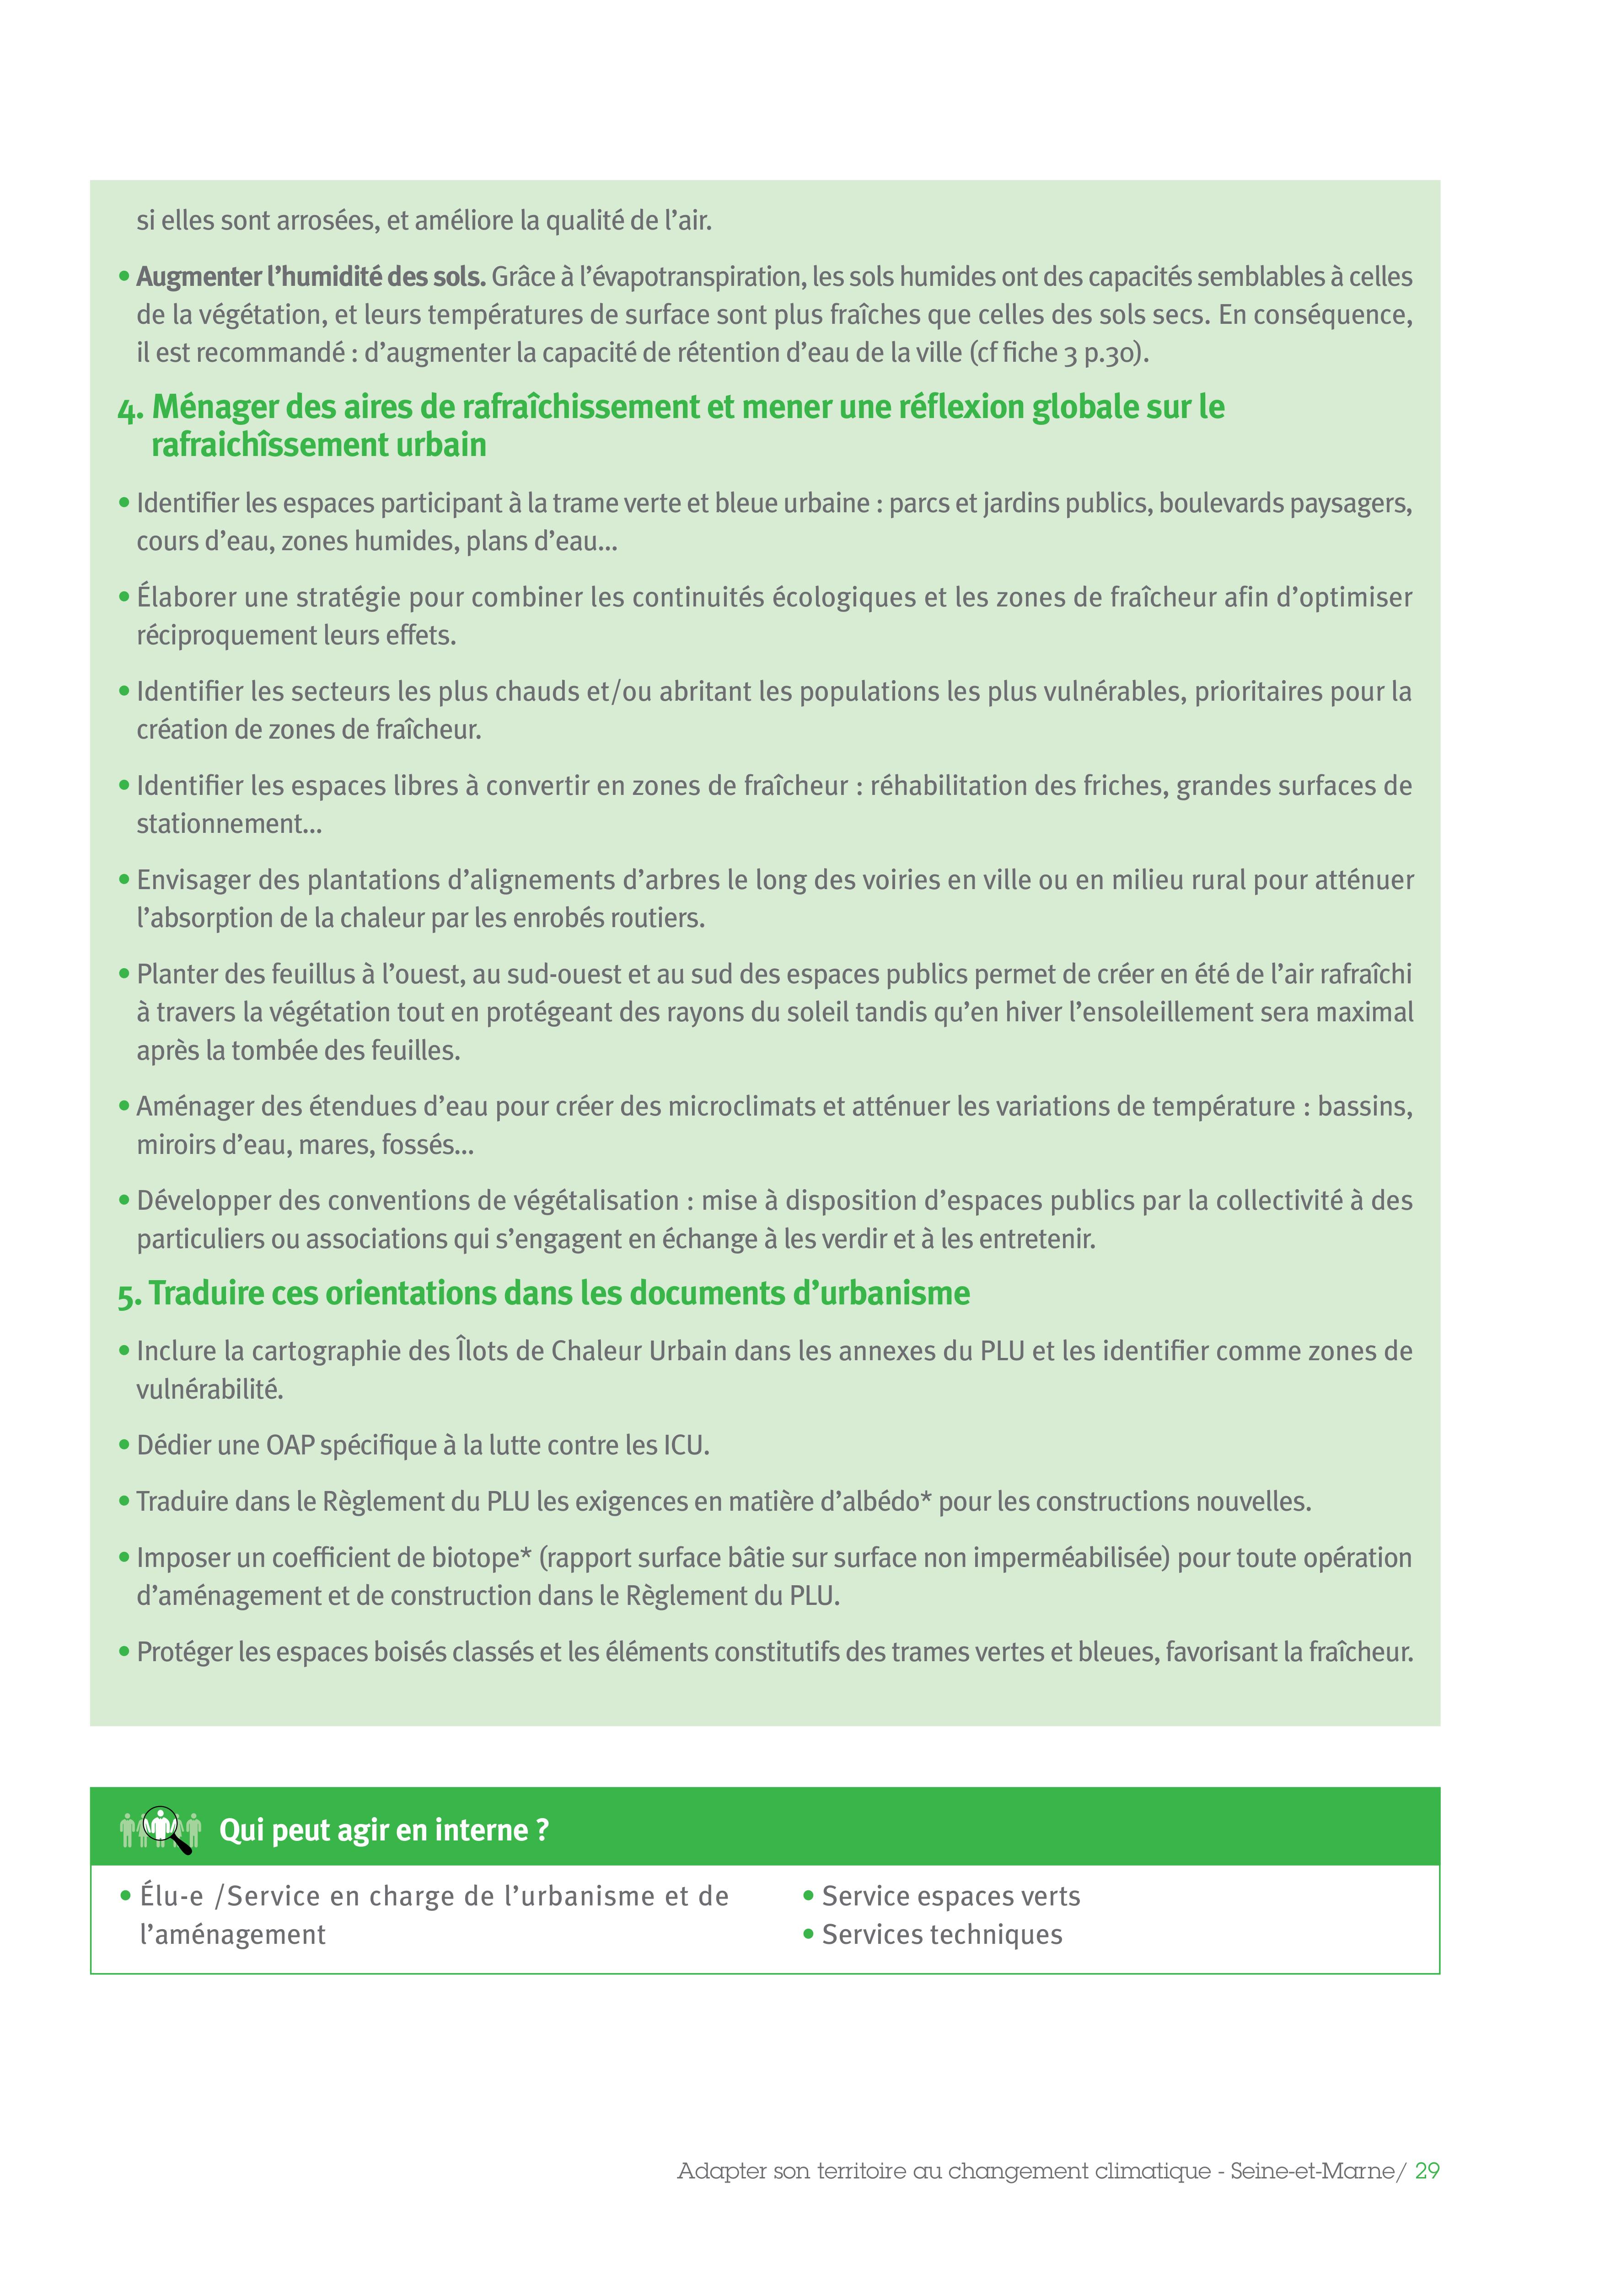 si elles sont arrosées, et améliore la qualité de l’air.
• Augmenter l’humidité des sols. Grâce à l’évapotranspiration, les sols humides ont des capacités semblables à celles
de la végétation, et leurs températures de surface sont plus fraîches que celles des sols secs. En conséquence,
il est recommandé : d’augmenter la capacité de rétention d’eau de la ville (cf fiche 3 p.30).
4. Ménager des aires de rafraîchissement et mener une réflexion globale sur le
rafraichîssement urbain
• Identifier les espaces participant à la trame verte et bleue urbaine : parcs et jardins publics, boulevards paysagers,
cours d’eau, zones humides, plans d’eau...
• Élaborer une stratégie pour combiner les continuités écologiques et les zones de fraîcheur afin d’optimiser
réciproquement leurs effets.
• Identifier les secteurs les plus chauds et/ou abritant les populations les plus vulnérables, prioritaires pour la
création de zones de fraîcheur.
• Identifier les espaces libres à convertir en zones de fraîcheur : réhabilitation des friches, grandes surfaces de
stationnement...
• Envisager des plantations d’alignements d’arbres le long des voiries en ville ou en milieu rural pour atténuer
l’absorption de la chaleur par les enrobés routiers.
• Planter des feuillus à l’ouest, au sud-ouest et au sud des espaces publics permet de créer en été de l’air rafraîchi
à travers la végétation tout en protégeant des rayons du soleil tandis qu’en hiver l’ensoleillement sera maximal
après la tombée des feuilles.
• Aménager des étendues d’eau pour créer des microclimats et atténuer les variations de température : bassins,
miroirs d’eau, mares, fossés...
• Développer des conventions de végétalisation : mise à disposition d’espaces publics par la collectivité à des
particuliers ou associations qui s’engagent en échange à les verdir et à les entretenir.
5. Traduire ces orientations dans les documents d’urbanisme
• Inclure la cartographie des Îlots de Chaleur Urbain dans les annexes du PLU et les identifier comme zones de
vulnérabilité.
• Dédier une OAP spécifique à la lutte contre les ICU.
• Traduire dans le Règlement du PLU les exigences en matière d’albédo* pour les constructions nouvelles.
• Imposer un coefficient de biotope* (rapport surface bâtie sur surface non imperméabilisée) pour toute opération
d’aménagement et de construction dans le Règlement du PLU.
• Protéger les espaces boisés classés et les éléments constitutifs des trames vertes et bleues, favorisant la fraîcheur.
Qui peut agir en interne ?
• Élu-e /Service en charge de l’urbanisme et de
l’aménagement
• Service espaces verts
• Services techniques
Adapter son territoire au changement climatique - Seine-et-Marne/ 29